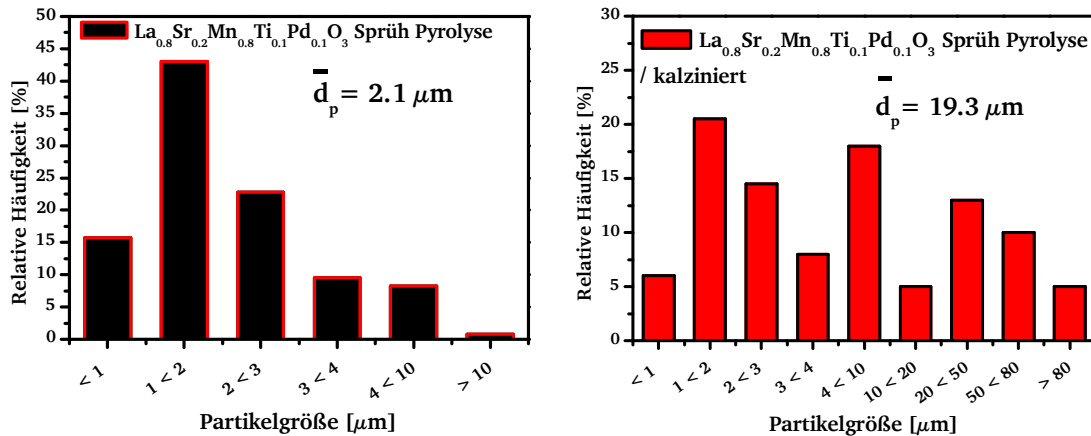 La0.8Sr0.2Mn0.8Ti0.1Pd0.1O3 Sprüh Pyrolyse
d̄p = 2.1 μm
Relative Häufigkeit [%]
50
45
40
35
30
25
20
15
10
5
0
< 1
1 < 2
2 < 3
3 < 4
4 < 10
> 10
Partikelgröße [μm]
La0.8Sr0.2Mn0.8Ti0.1Pd0.1O3 Sprüh Pyrolyse
/ kalziniert
d̄p = 19.3 μm
Relative Häufigkeit [%]
30
25
20
15
10
5
0
< 1
1 < 2
2 < 3
3 < 4
4 < 10
10 < 20
20 < 50
50 < 80
> 80
Partikelgröße [μm]